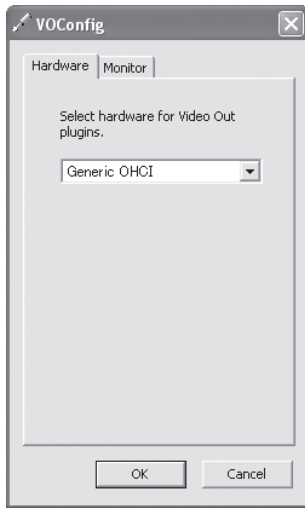 VOConfig
Hardware Monitor
Select hardware for Video Out
plugins.
Generic OHCI
OK Cancel